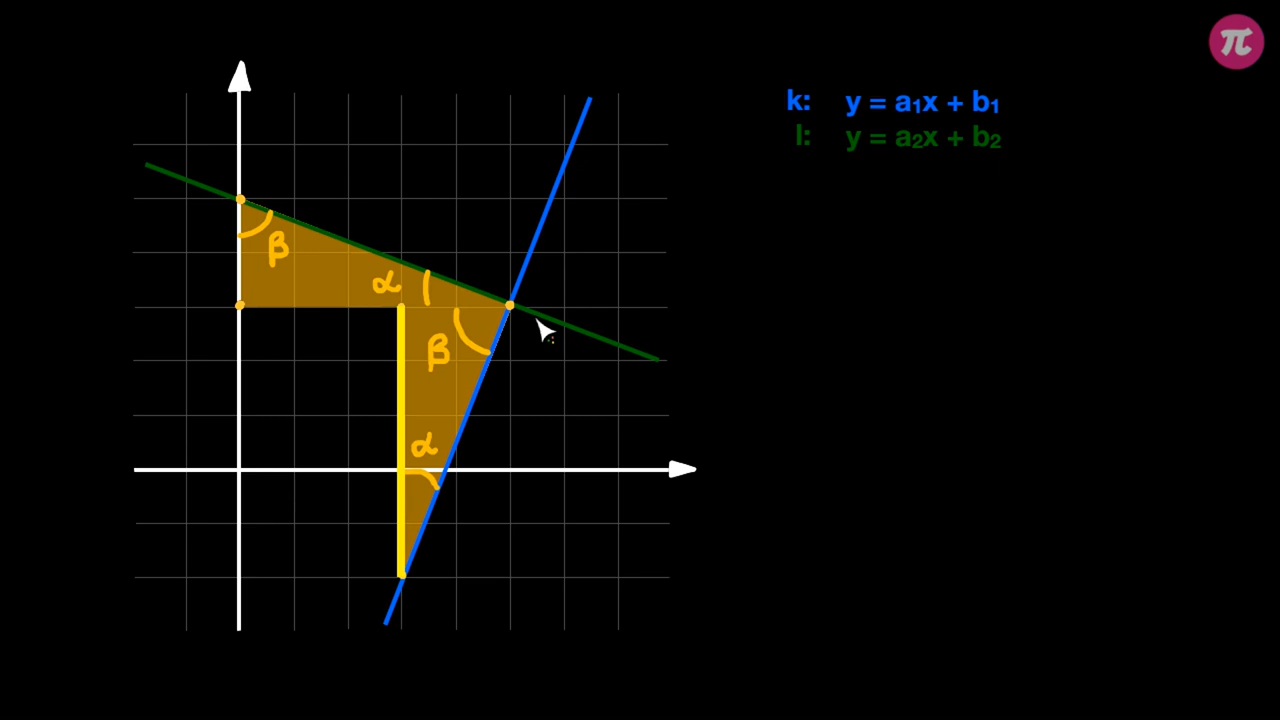 π
k: y = a₁x + b₁
l: y = a₂x + b₂
β
α
β
α